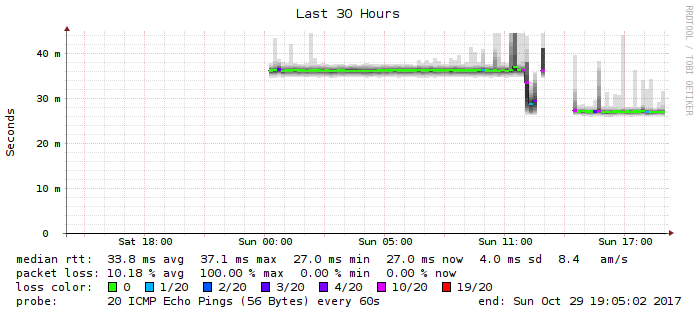 Last 30 Hours
RRDTOOL / TOBI OETIKER
Seconds
40 m
30 m
20 m
10 m
0
Sat 18:00 Sun 00:00 Sun 05:00 Sun 11:00 Sun 17:00
median rtt: 33.8 ms avg 37.1 ms max 27.0 ms min 27.0 ms now 4.0 ms sd 8.4 am/s
packet loss: 10.18 % avg 100.00 % max 0.00 % min 0.00 % now
loss color: 0 1/20 2/20 3/20 4/20 10/20 19/20
probe: 20 ICMP Echo Pings (56 Bytes) every 60s end: Sun Oct 29 19:05:02 2017